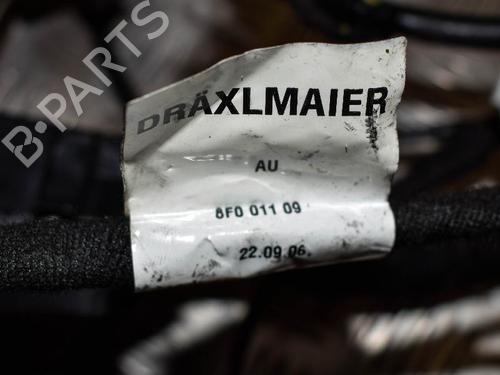 B-PARTS
DRÄXLMAIER
AU
8F0 011 09
22.09.06.